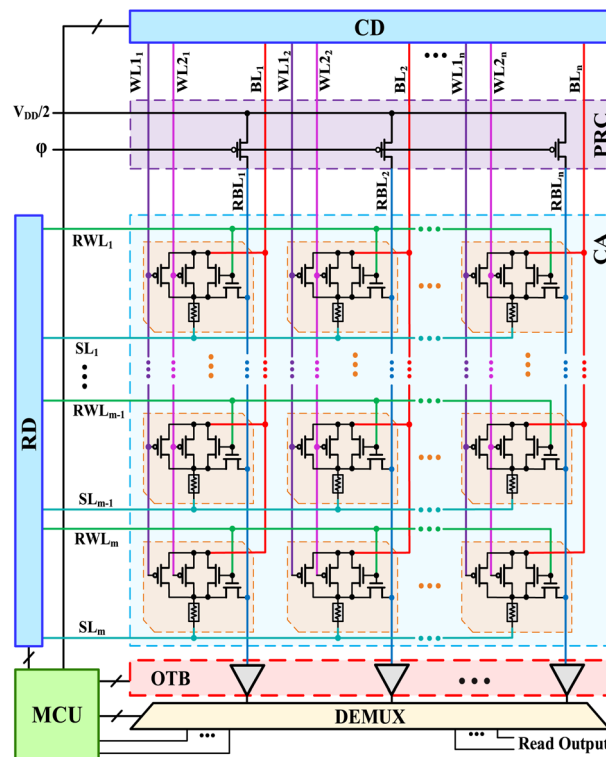 CD
WL1₁ WL2₁ BL₁ WL1₂ WL2₂ BL₂ WL1ₙ WL2ₙ BLₙ
V_DD/2
PRC
φ
RBL₁ RBL₂ RBLₙ
CA
RD
RWL₁
SL₁
RWLₘ₋₁
SLₘ₋₁
RWLₘ
SLₘ
OTB
MCU
DEMUX
Read Output